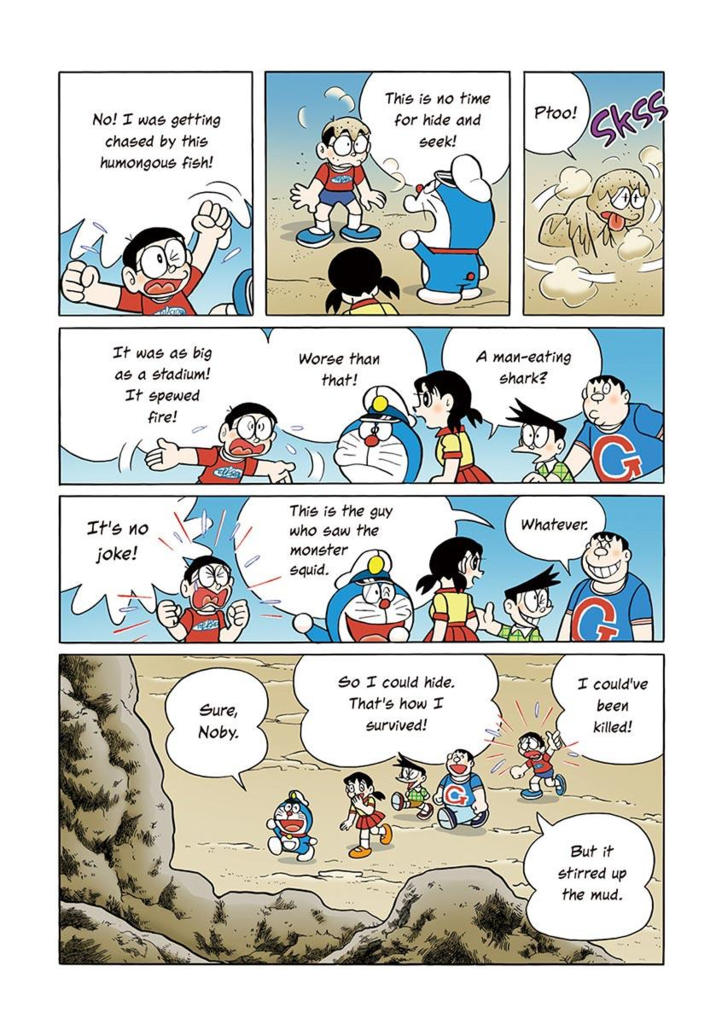 SKSS
Ptoo!
This is no time
for hide and
seek!
No! I was getting
chased by this
humongous fish!
A man-eating
shark?
Worse than
that!
It was as big
as a stadium!
It spewed
fire!
G
Whatever.
This is the guy
who saw the
monster
squid.
It's no
joke!
G
I could've
been
killed!
But it
stirred up
the mud.
So I could hide.
That's how I
survived!
Sure,
Noby.
G